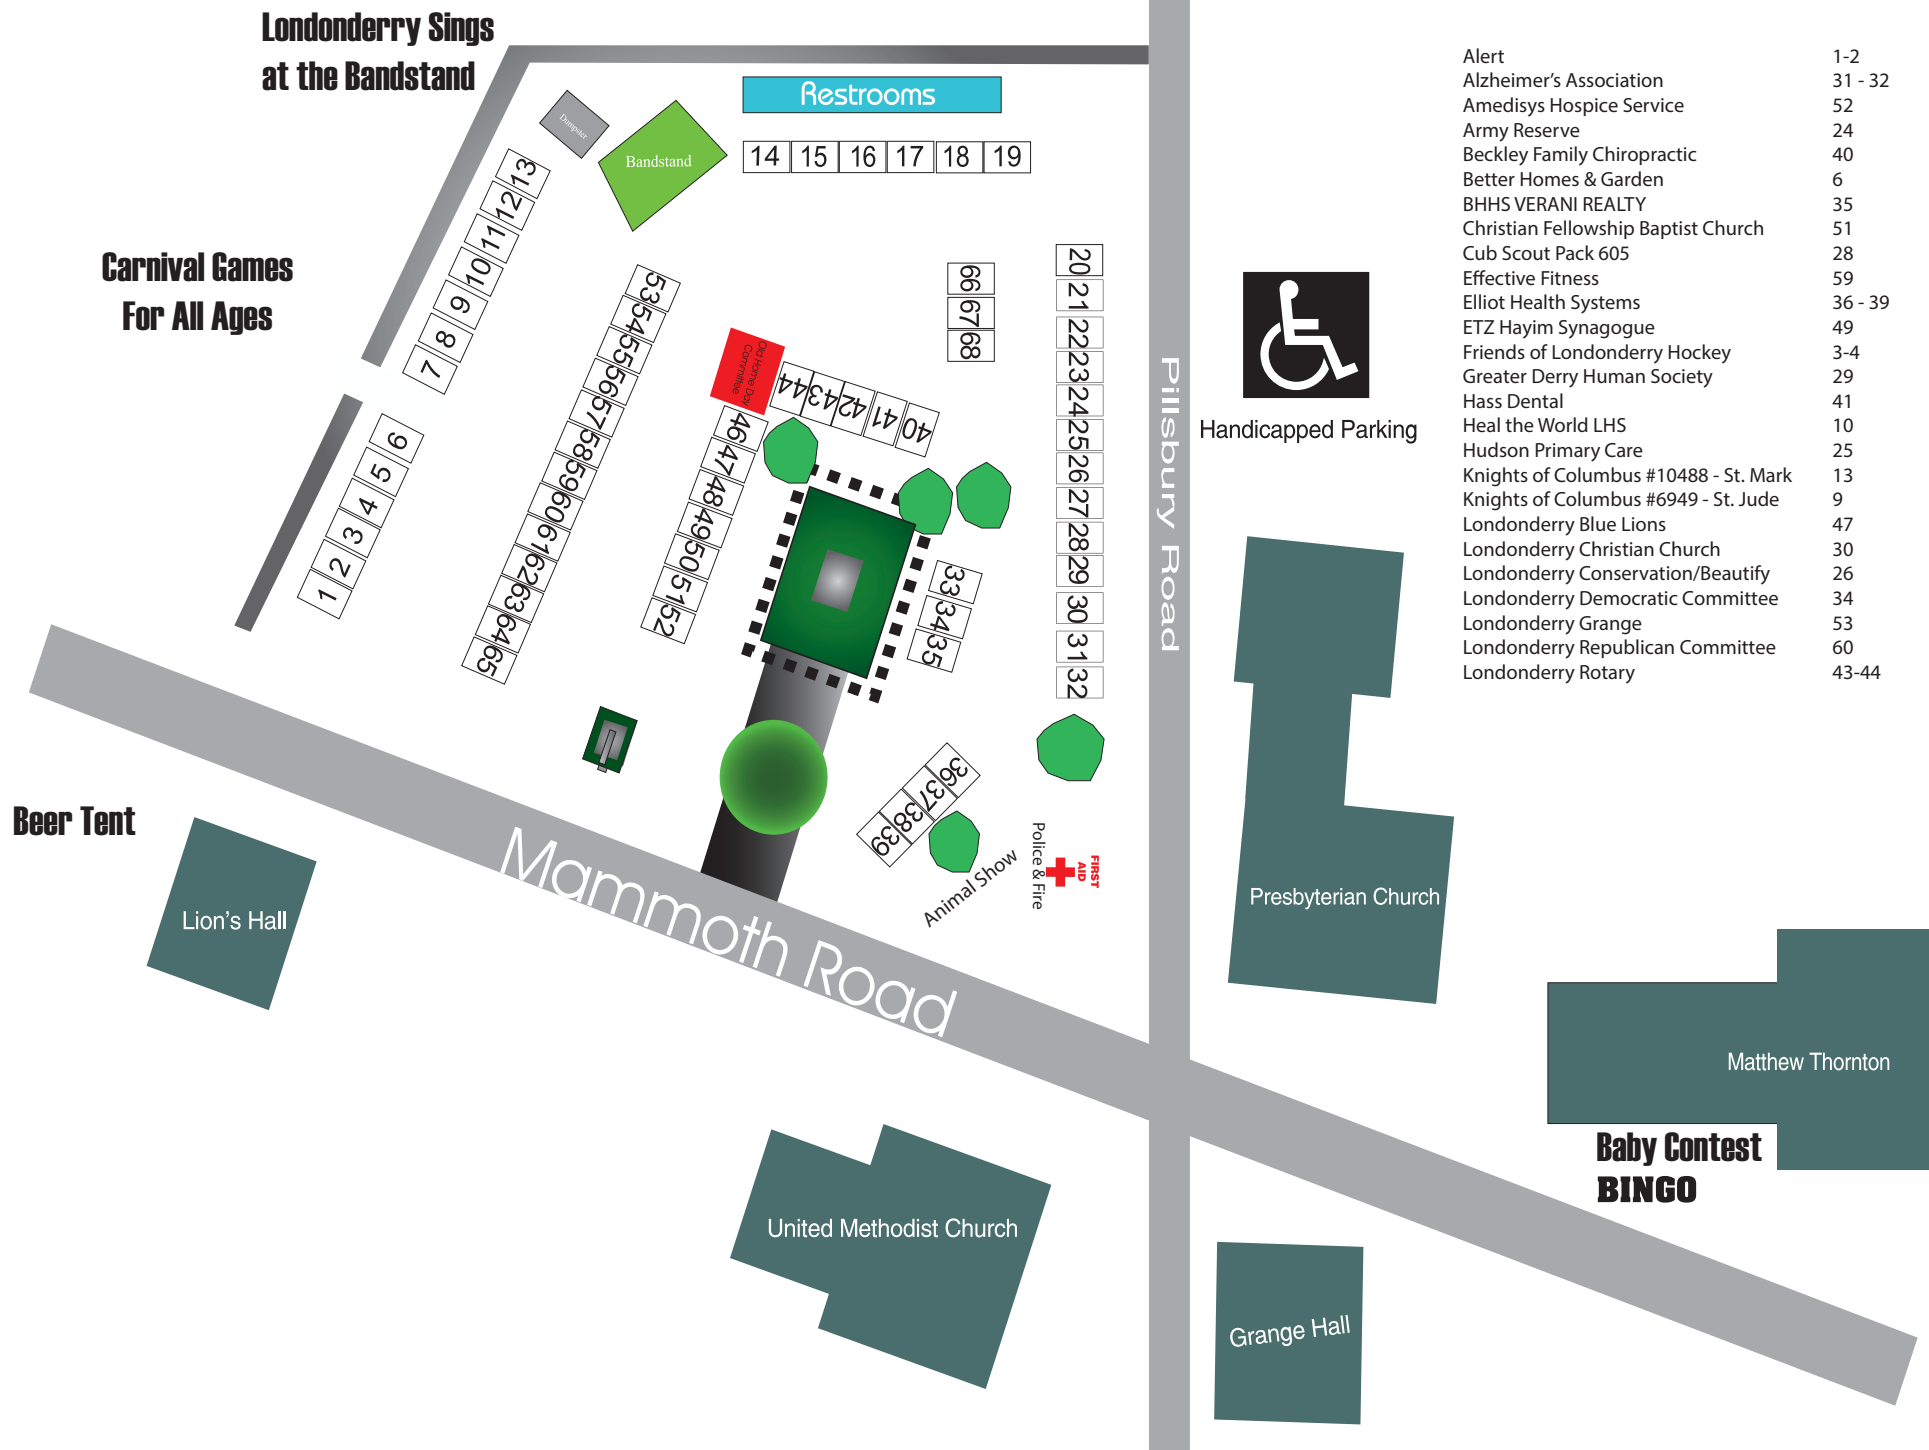 Londonderry Sings
at the Bandstand
Carnival Games
For All Ages
Beer Tent
Restrooms
Dumpster
Bandstand
14 15 16 17 18 19
13
12
11
10
9
8
7
6
5
4
3
2
1
53
54
55
56
57
58
59
60
61
62
63
64
65
Old Home Day
Committee
44 43 42 41 40
46
47
48
49
50
51
52
66
67
68
20
21
22
23
24
25
26
27
28
29
30
31
32
33
34
35
36
37
38
39
Animal Show
Police & Fire
FIRST
AID
Pillsbury Road
Mammoth Road
Handicapped Parking
Lion's Hall
Presbyterian Church
Matthew Thornton
Baby Contest
BINGO
United Methodist Church
Grange Hall
Alert 1-2
Alzheimer's Association 31 - 32
Amedisys Hospice Service 52
Army Reserve 24
Beckley Family Chiropractic 40
Better Homes & Garden 6
BHHS VERANI REALTY 35
Christian Fellowship Baptist Church 51
Cub Scout Pack 605 28
Effective Fitness 59
Elliot Health Systems 36 - 39
ETZ Hayim Synagogue 49
Friends of Londonderry Hockey 3-4
Greater Derry Human Society 29
Hass Dental 41
Heal the World LHS 10
Hudson Primary Care 25
Knights of Columbus #10488 - St. Mark 13
Knights of Columbus #6949 - St. Jude 9
Londonderry Blue Lions 47
Londonderry Christian Church 30
Londonderry Conservation/Beautify 26
Londonderry Democratic Committee 34
Londonderry Grange 53
Londonderry Republican Committee 60
Londonderry Rotary 43-44